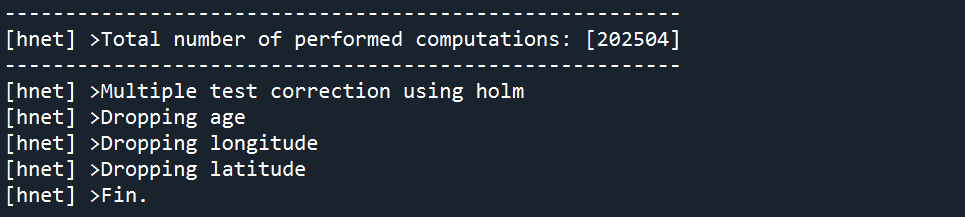 --------------------------------------------------------
[hnet] >Total number of performed computations: [202504]
--------------------------------------------------------
[hnet] >Multiple test correction using holm
[hnet] >Dropping age
[hnet] >Dropping longitude
[hnet] >Dropping latitude
[hnet] >Fin.